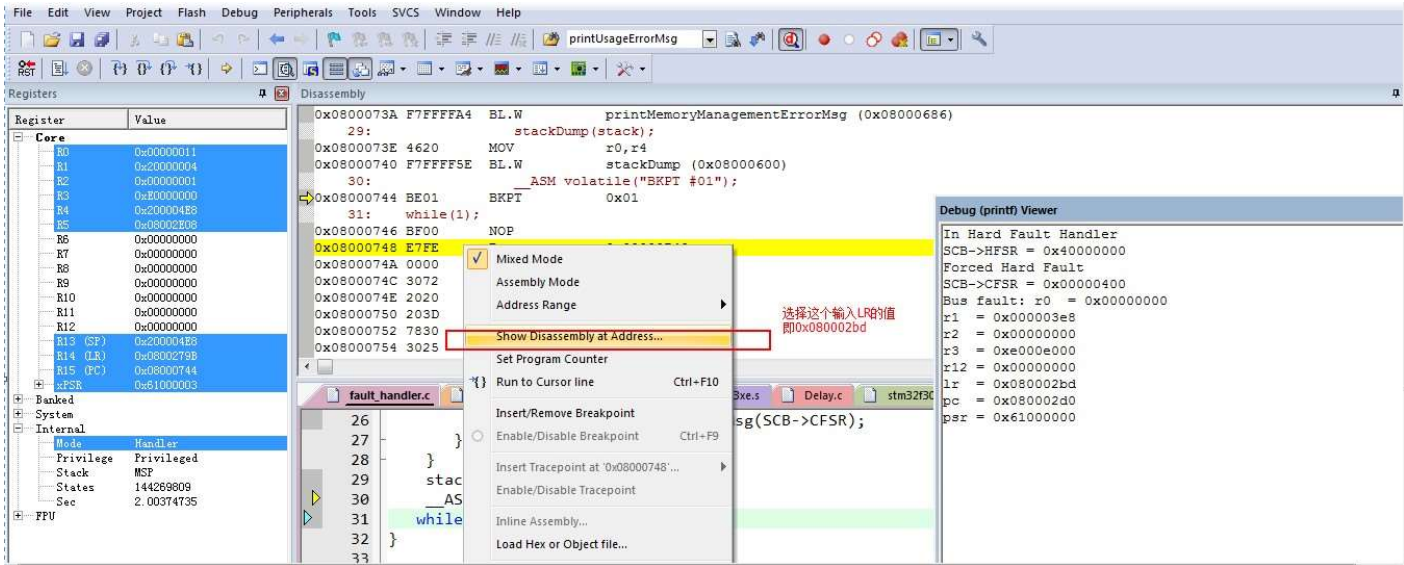 File Edit View Project Flash Debug Peripherals Tools SVCS Window Help
printUsageErrorMsg
RST
Registers
Register Value
Core
R0 0x00000011
R1 0x20000004
R2 0x00000001
R3 0xE0000000
R4 0x200004E8
R5 0x08002E08
R6 0x00000000
R7 0x00000000
R8 0x00000000
R9 0x00000000
R10 0x00000000
R11 0x00000000
R12 0x00000000
R13 (SP) 0x200004E8
R14 (LR) 0x0800279B
R15 (PC) 0x08000744
xPSR 0x61000003
Banked
System
Internal
Mode Handler
Privilege Privileged
Stack MSP
States 144269809
Sec 2.00374735
FPU
Disassembly
0x0800073A F7FFFFA4 BL.W printMemoryManagementErrorMsg (0x08000686)
29: stackDump(stack);
0x0800073E 4620 MOV r0,r4
0x08000740 F7FFFF5E BL.W stackDump (0x08000600)
30: __ASM volatile("BKPT #01");
0x08000744 BE01 BKPT 0x01
31: while(1);
0x08000746 BF00 NOP
0x08000748 E7FE
0x0800074A 0000
0x0800074C 3072
0x0800074E 2020
0x08000750 203D
0x08000752 7830
0x08000754 3025
Mixed Mode
Assembly Mode
Address Range
Show Disassembly at Address...
Set Program Counter
Run to Cursor line Ctrl+F10
Insert/Remove Breakpoint
Enable/Disable Breakpoint Ctrl+F9
Insert Tracepoint at '0x08000748'...
Enable/Disable Tracepoint
Inline Assembly...
Load Hex or Object file...
选择这个输入LR的值
即0x080002bd
fault_handler.c 3xe.s Delay.c stm32f30
26 sg(SCB->CFSR);
27 }
28 }
29 stac
30 __AS
31 while
32 }
33
Debug (printf) Viewer
In Hard Fault Handler
SCB->HFSR = 0x40000000
Forced Hard Fault
SCB->CFSR = 0x00000400
Bus fault: r0 = 0x00000000
r1 = 0x000003e8
r2 = 0x00000000
r3 = 0xe000e000
r12 = 0x00000000
lr = 0x080002bd
pc = 0x080002d0
psr = 0x61000000